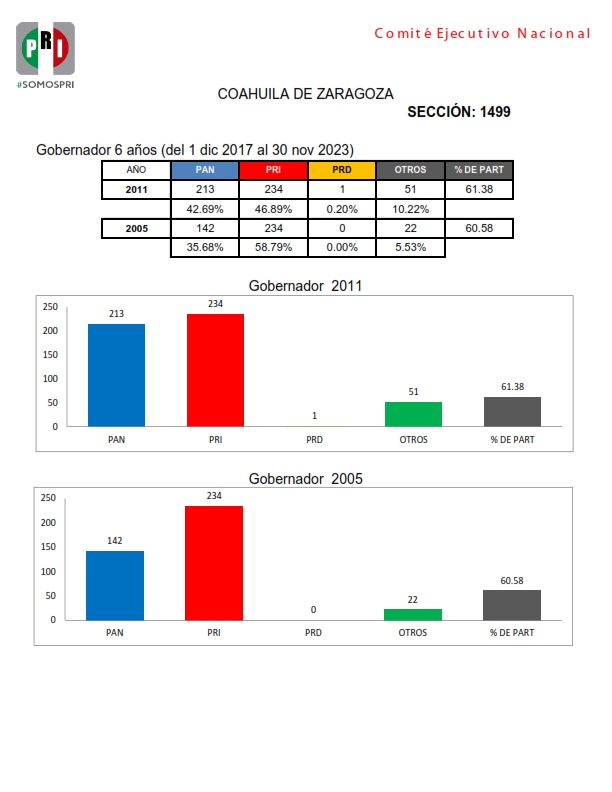 Comité Ejecutivo Nacional
PRI
#SOMOSPRI
COAHUILA DE ZARAGOZA
SECCIÓN: 1499
Gobernador 6 años (del 1 dic 2017 al 30 nov 2023)
AÑO PAN PRI PRD OTROS % DE PART
2011 213 234 1 51 61.38
42.69% 46.89% 0.20% 10.22%
2005 142 234 0 22 60.58
35.68% 58.79% 0.00% 5.53%
Gobernador 2011
250
200
150
100
50
0
213
234
1
51
61.38
PAN PRI PRD OTROS % DE PART
Gobernador 2005
250
200
150
100
50
0
142
234
0
22
60.58
PAN PRI PRD OTROS % DE PART